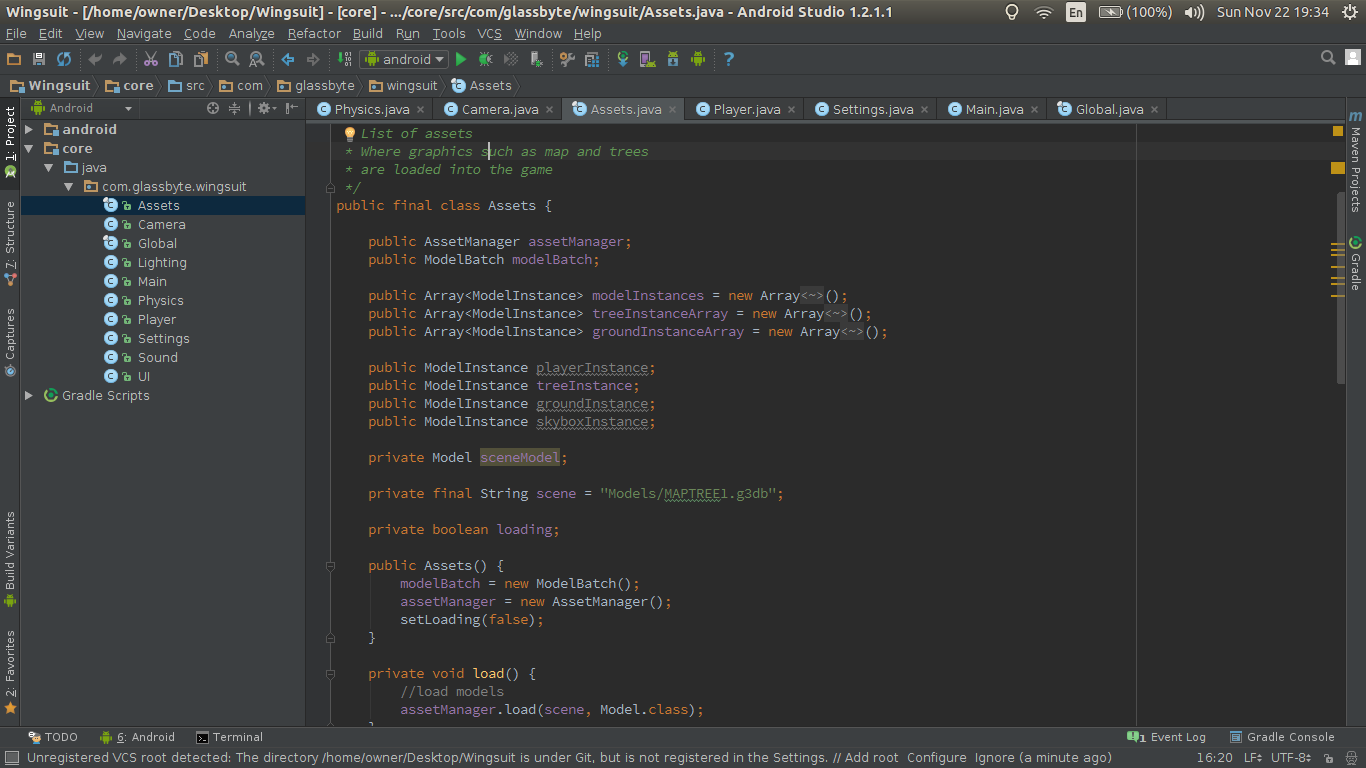 Wingsuit - [/home/owner/Desktop/Wingsuit] - [core] - .../core/src/com/glassbyte/wingsuit/Assets.java - Android Studio 1.2.1.1
En (100%) Sun Nov 22 19:34
File Edit View Navigate Code Analyze Refactor Build Run Tools VCS Window Help
android
Wingsuit core src com glassbyte wingsuit Assets
Android
Physics.java Camera.java Assets.java Player.java Settings.java Main.java Global.java
1: Project
Z: Structure
Captures
Build Variants
2: Favorites
android
core
java
com.glassbyte.wingsuit
Assets
Camera
Global
Lighting
Main
Physics
Player
Settings
Sound
UI
Gradle Scripts
List of assets
* Where graphics such as map and trees
* are loaded into the game
*/
public final class Assets {
public AssetManager assetManager;
public ModelBatch modelBatch;
public Array<ModelInstance> modelInstances = new Array<~>();
public Array<ModelInstance> treeInstanceArray = new Array<~>();
public Array<ModelInstance> groundInstanceArray = new Array<~>();
public ModelInstance playerInstance;
public ModelInstance treeInstance;
public ModelInstance groundInstance;
public ModelInstance skyboxInstance;
private Model sceneModel;
private final String scene = "Models/MAPTREE1.g3db";
private boolean loading;
public Assets() {
modelBatch = new ModelBatch();
assetManager = new AssetManager();
setLoading(false);
}
private void load() {
//load models
assetManager.load(scene, Model.class);
Maven Projects
Gradle
TODO 6: Android Terminal 1 Event Log Gradle Console
Unregistered VCS root detected: The directory /home/owner/Desktop/Wingsuit is under Git, but is not registered in the Settings. // Add root Configure Ignore (a minute ago) 16:20 LF UTF-8